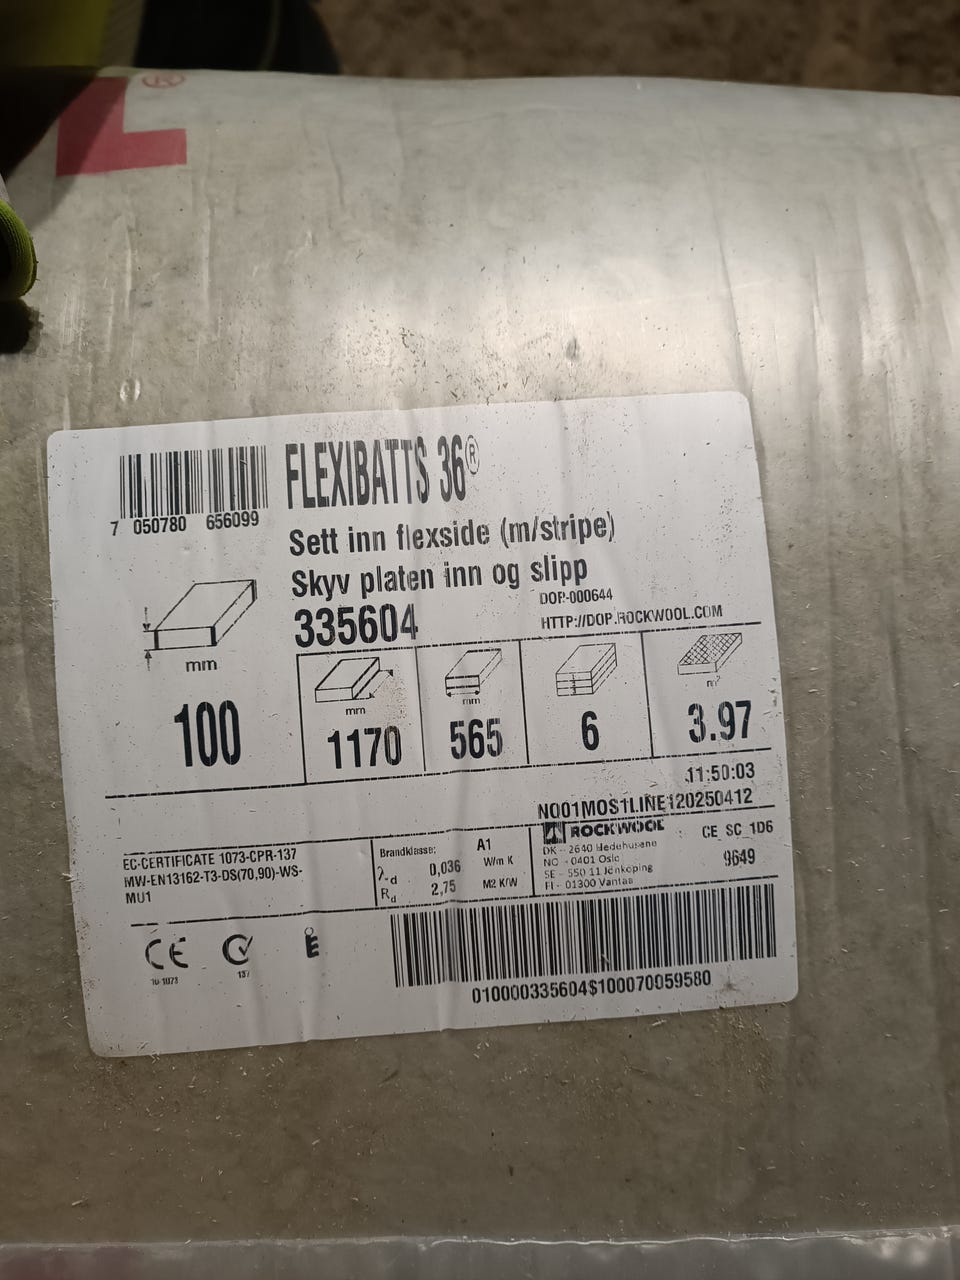 L®
FLEXIBATTS 36®
7 050780 656099
Sett inn flexside (m/stripe)
Skyv platen inn og slipp
335604
DOP-000644
HTTP://DOP.ROCKWOOL.COM
mm
100
mm
1170
mm
565
6
m²
3.97
11:50:03
NO01MOS1LINE120250412
EC-CERTIFICATE 1073-CPR-137
MW-EN13162-T3-DS(70,90)-WS-
MU1
Brandklasse: A1
λ-d 0,036 W/m K
Rd 2,75 M2 K/W
ROCKWOOL
DK - 2640 Hedehusene
NO - 0401 Oslo
SE - 550 11 Jönköping
FI - 01300 Vantaa
CE_SC_1D6
9649
CE
1073
137
E
010000335604$100070059580